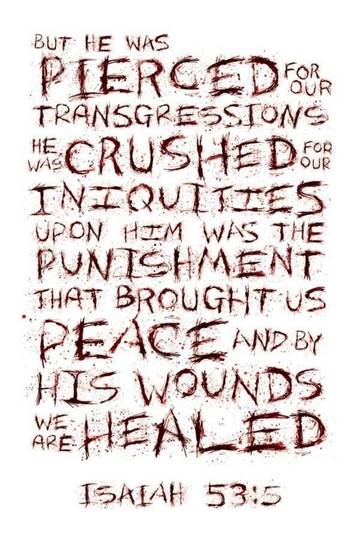 BUT HE WAS
PIERCED FOR OUR
TRANSGRESSIONS
HE WAS CRUSHED FOR OUR
INIQUITIES
UPON HIM WAS THE
PUNISHMENT
THAT BROUGHT US
PEACE AND BY
HIS WOUNDS
WE ARE HEALED
ISAIAH 53:5